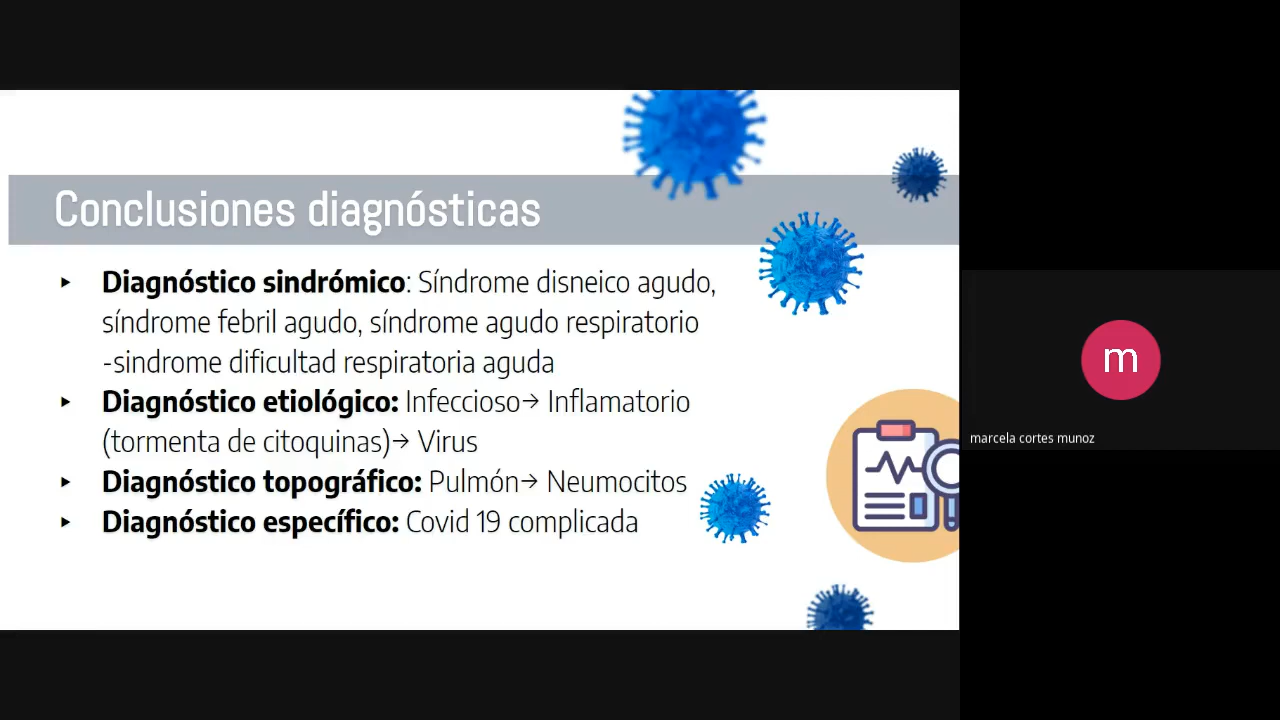 Conclusiones diagnósticas
▸ Diagnóstico sindrómico: Síndrome disneico agudo,
síndrome febril agudo, síndrome agudo respiratorio
-sindrome dificultad respiratoria aguda
▸ Diagnóstico etiológico: Infeccioso→ Inflamatorio
(tormenta de citoquinas)→ Virus
▸ Diagnóstico topográfico: Pulmón→ Neumocitos
▸ Diagnóstico específico: Covid 19 complicada
m
marcela cortes munoz